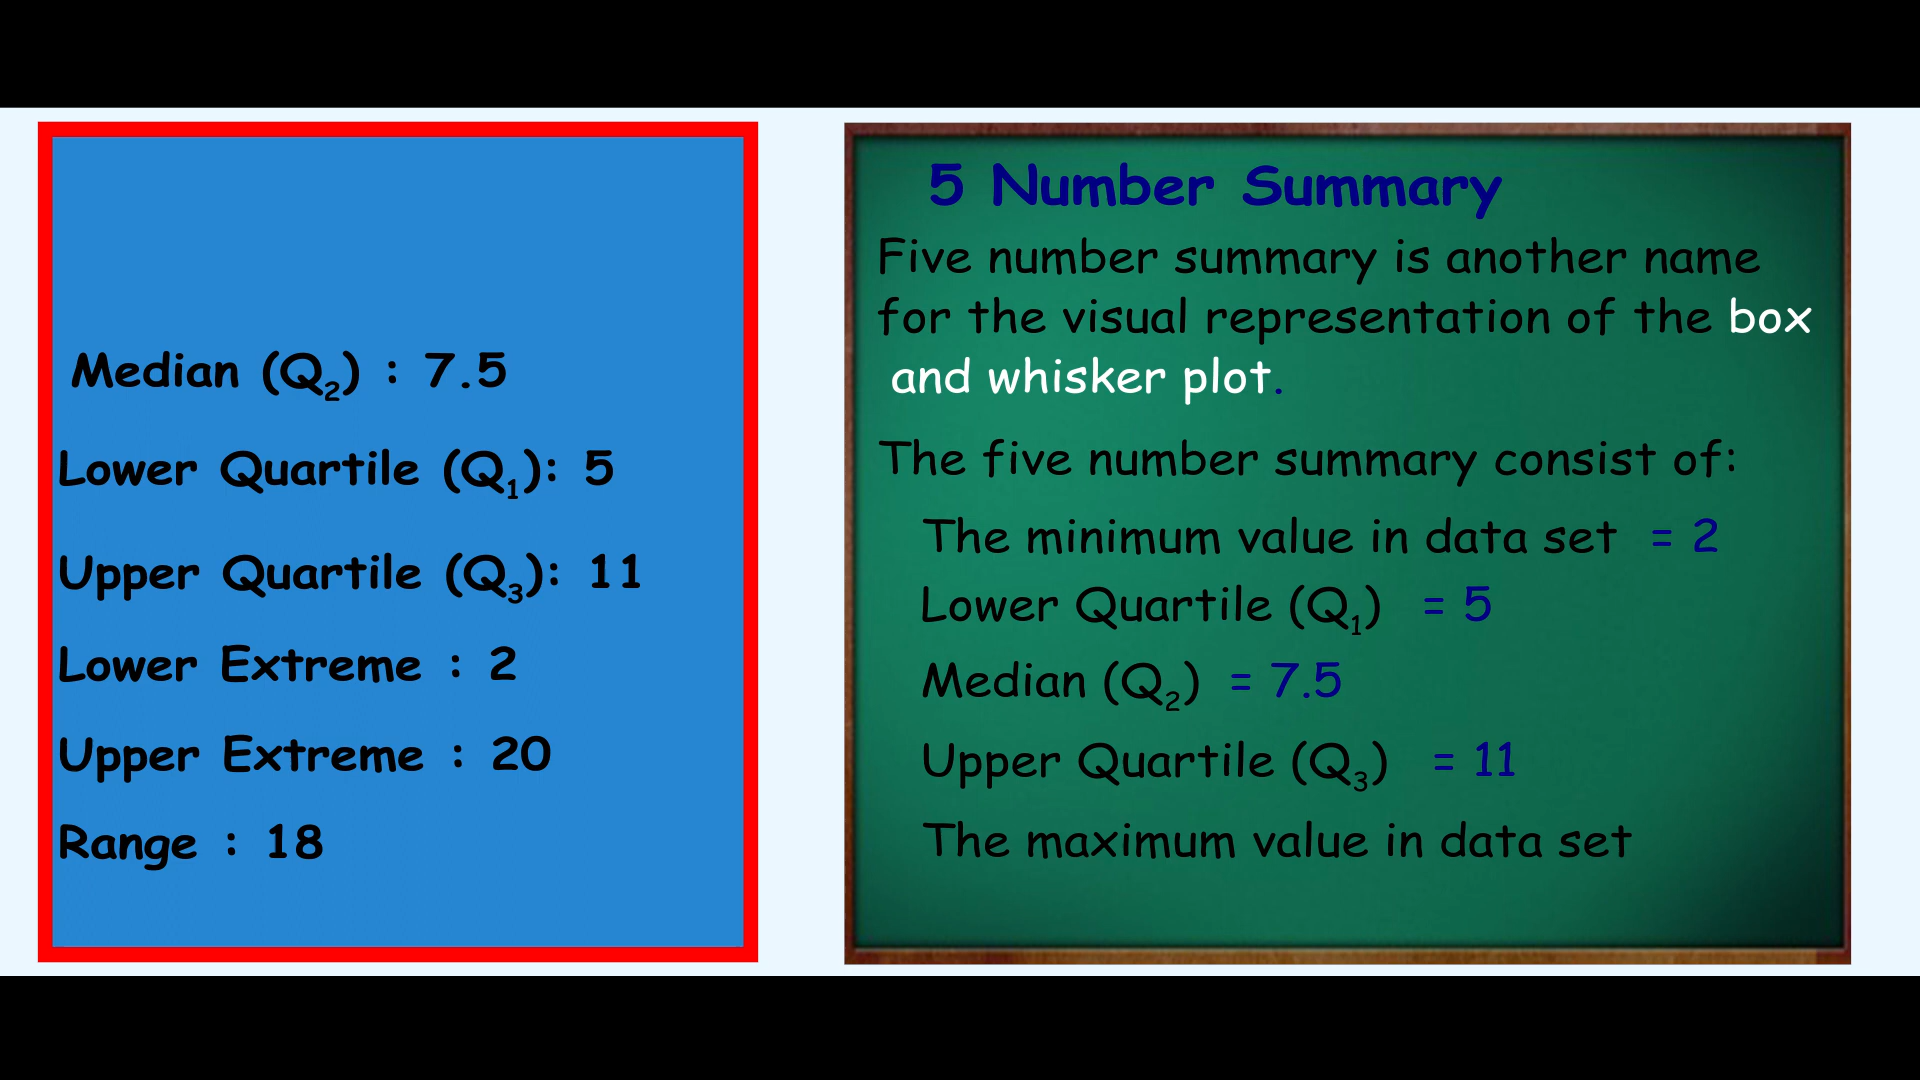 Median (Q2) : 7.5
Lower Quartile (Q1): 5
Upper Quartile (Q3): 11
Lower Extreme : 2
Upper Extreme : 20
Range : 18
5 Number Summary
Five number summary is another name
for the visual representation of the box
and whisker plot.
The five number summary consist of:
The minimum value in data set = 2
Lower Quartile (Q1) = 5
Median (Q2) = 7.5
Upper Quartile (Q3) = 11
The maximum value in data set